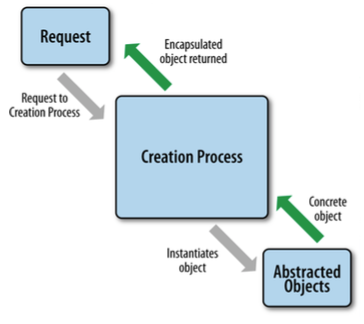 Request
Encapsulated
object returned
Request to
Creation Process
Creation Process
Concrete
object
Instantiates
object
Abstracted
Objects